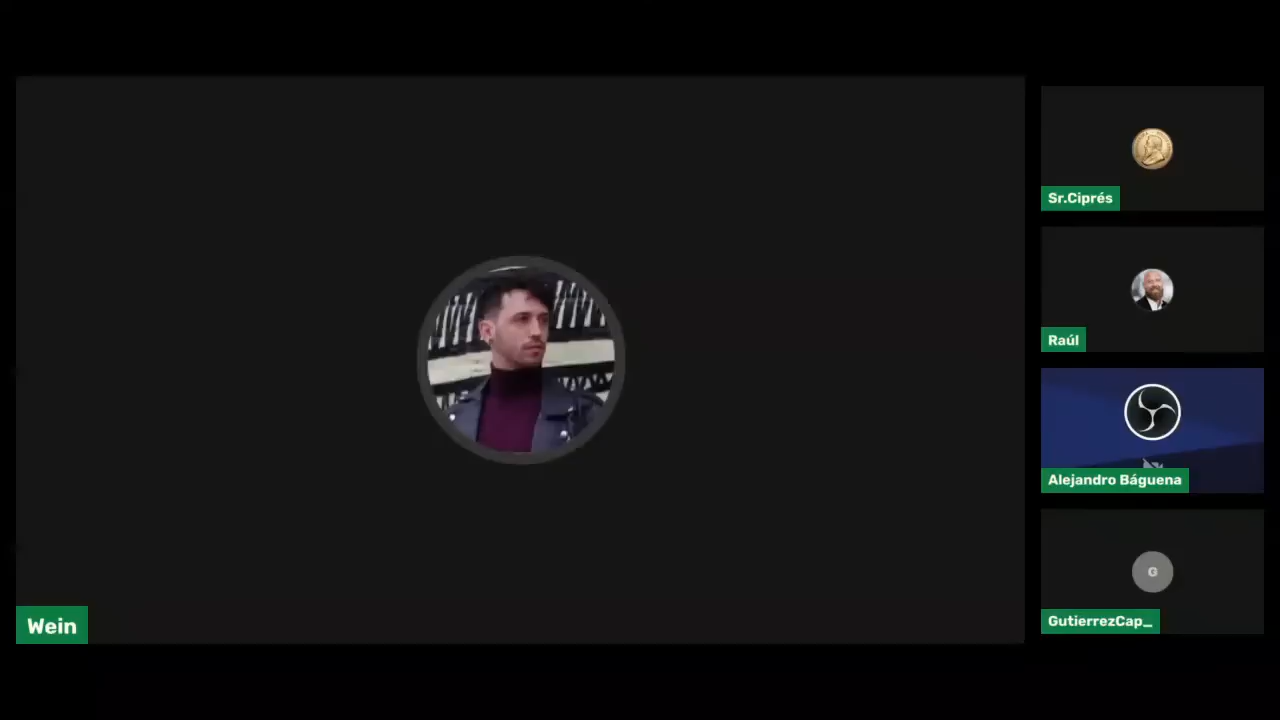 Sr.Ciprés
Raúl
Alejandro Báguena
G
GutierrezCap_
Wein